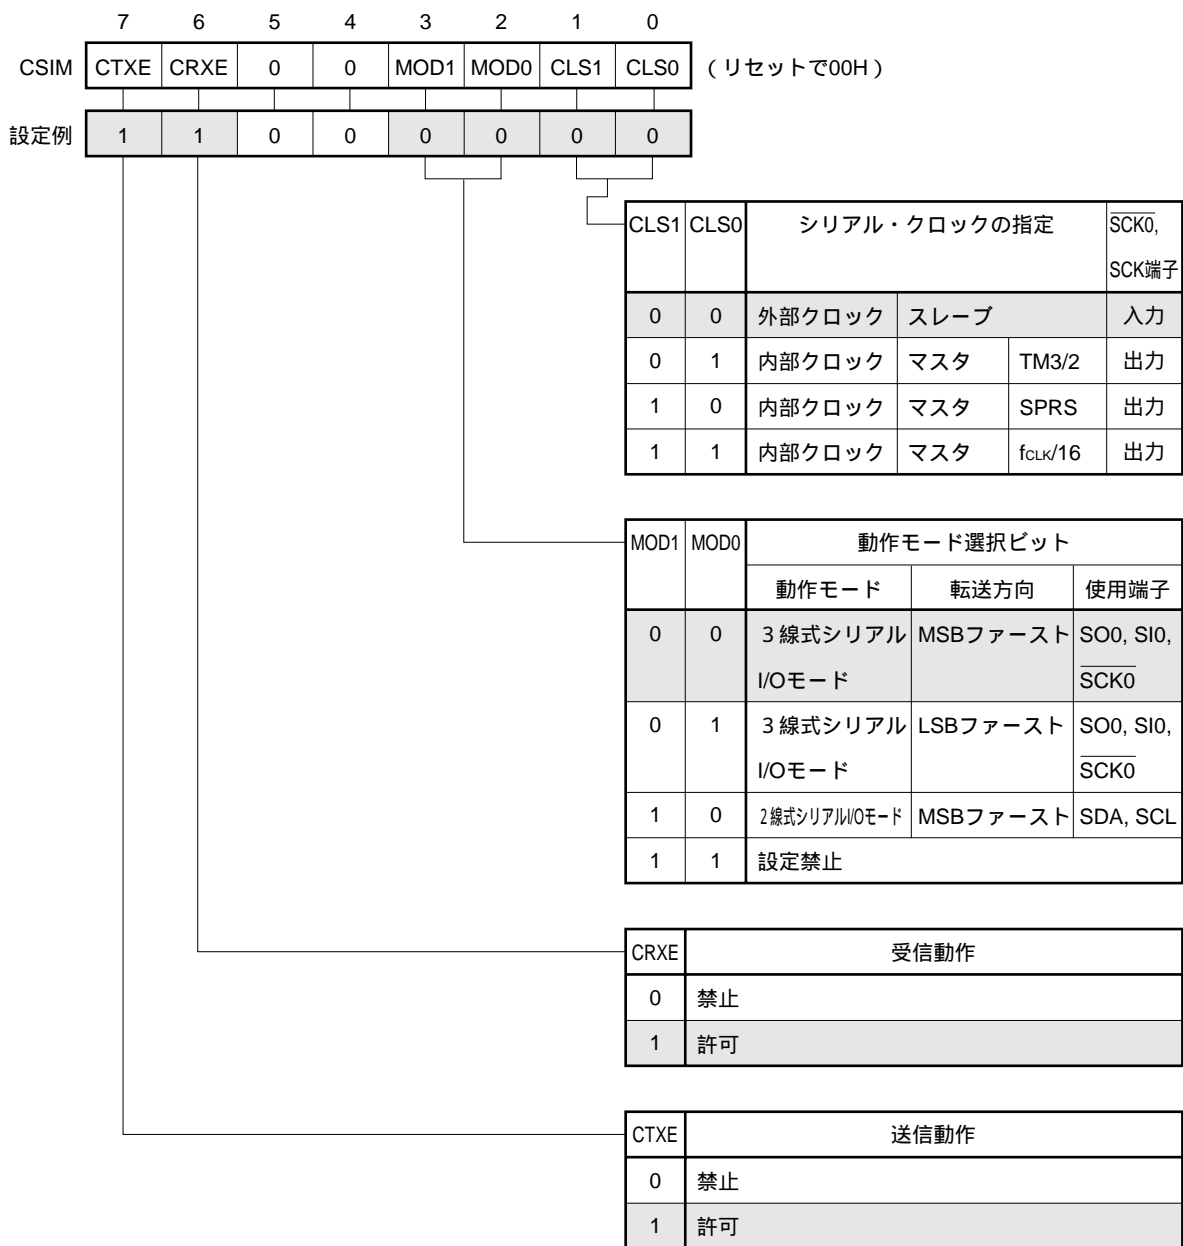 7 6 5 4 3 2 1 0
CSIM CTXE CRXE 0 0 MOD1 MOD0 CLS1 CLS0 (リセットで00H)
設定例 1 1 0 0 0 0 0 0
CLS1 CLS0 シリアル・クロックの指定 SCK0,
SCK端子
0 0 外部クロック スレーブ 入力
0 1 内部クロック マスタ TM3/2 出力
1 0 内部クロック マスタ SPRS 出力
1 1 内部クロック マスタ fCLK/16 出力
MOD1 MOD0 動作モード選択ビット
動作モード 転送方向 使用端子
0 0 3線式シリアル MSBファースト SO0, SI0,
I/Oモード SCK0
0 1 3線式シリアル LSBファースト SO0, SI0,
I/Oモード SCK0
1 0 2線式シリアルI/Oモード MSBファースト SDA, SCL
1 1 設定禁止
CRXE 受信動作
0 禁止
1 許可
CTXE 送信動作
0 禁止
1 許可